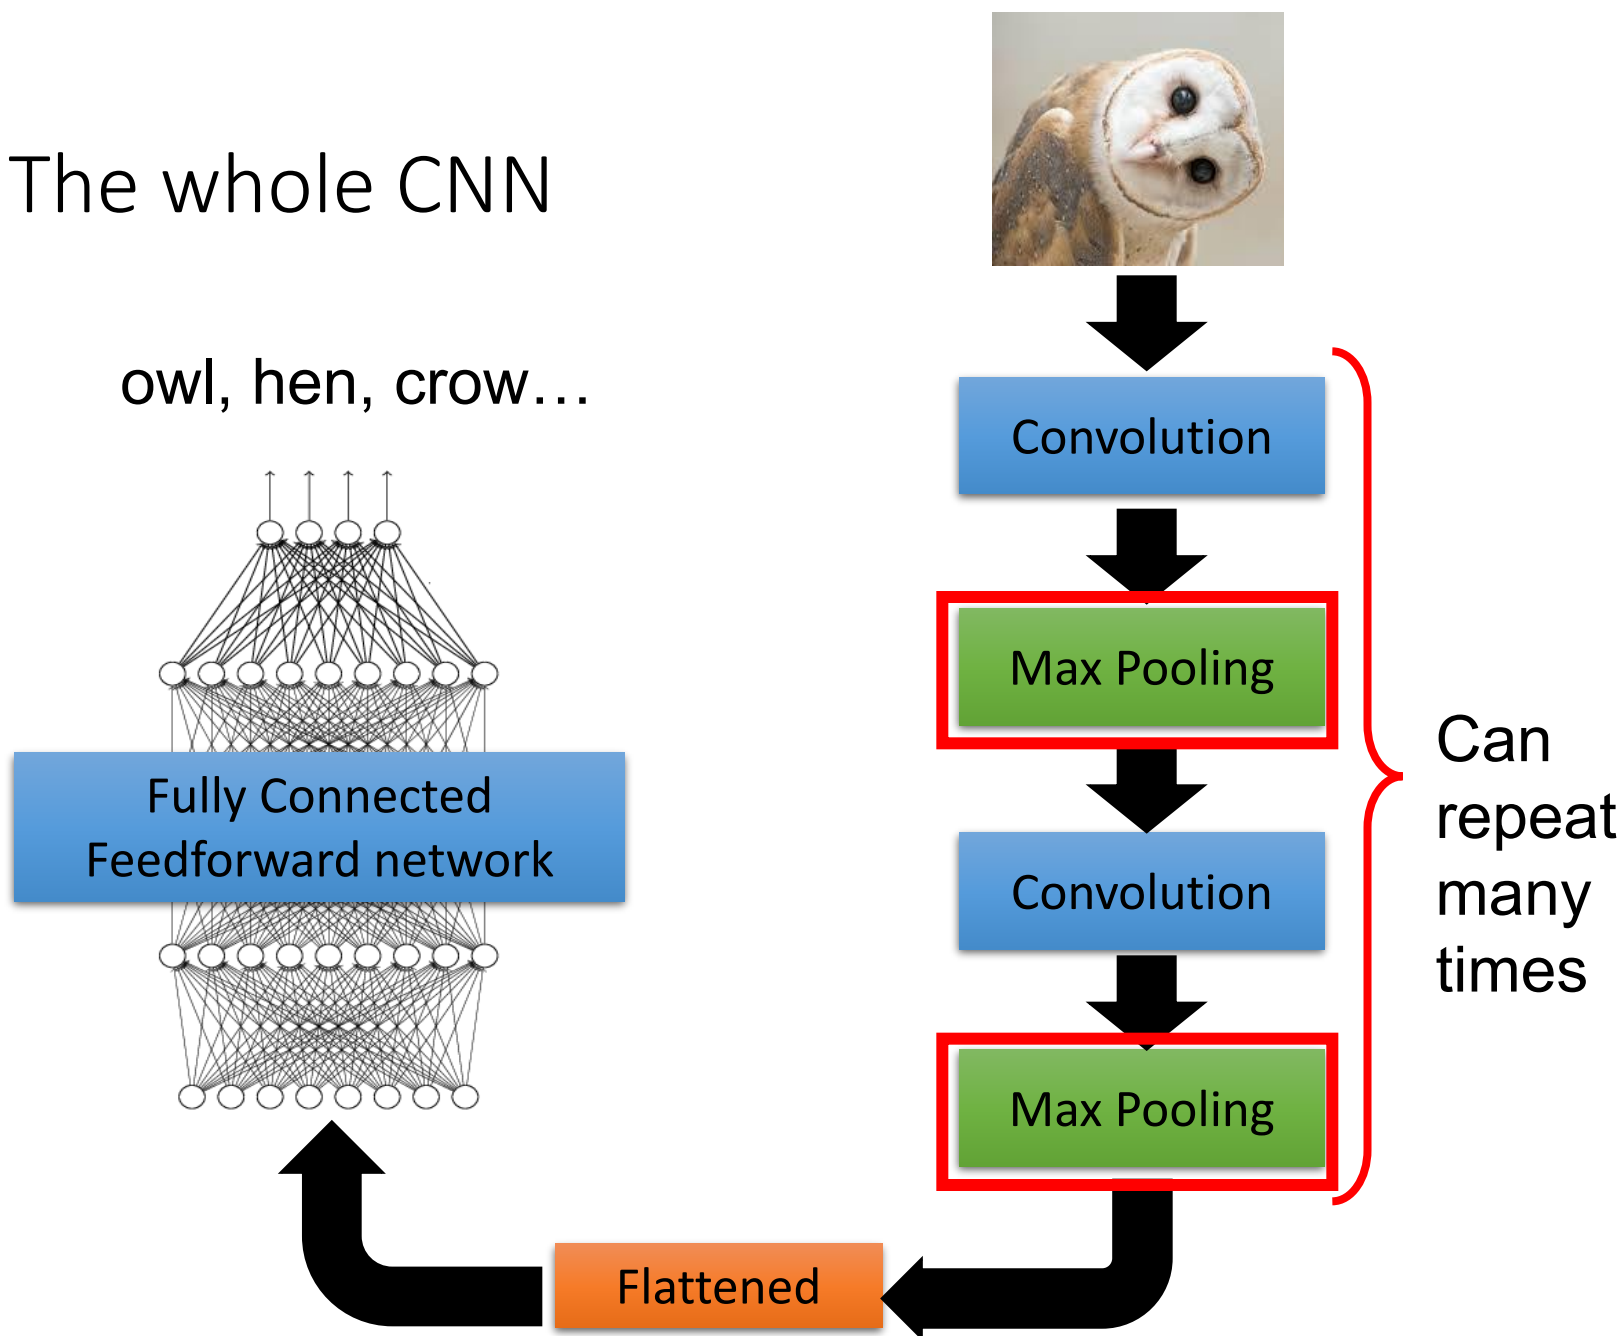 The whole CNN
owl, hen, crow…
Convolution
Max Pooling
Convolution
Max Pooling
Can
repeat
many
times
Flattened
Fully Connected
Feedforward network